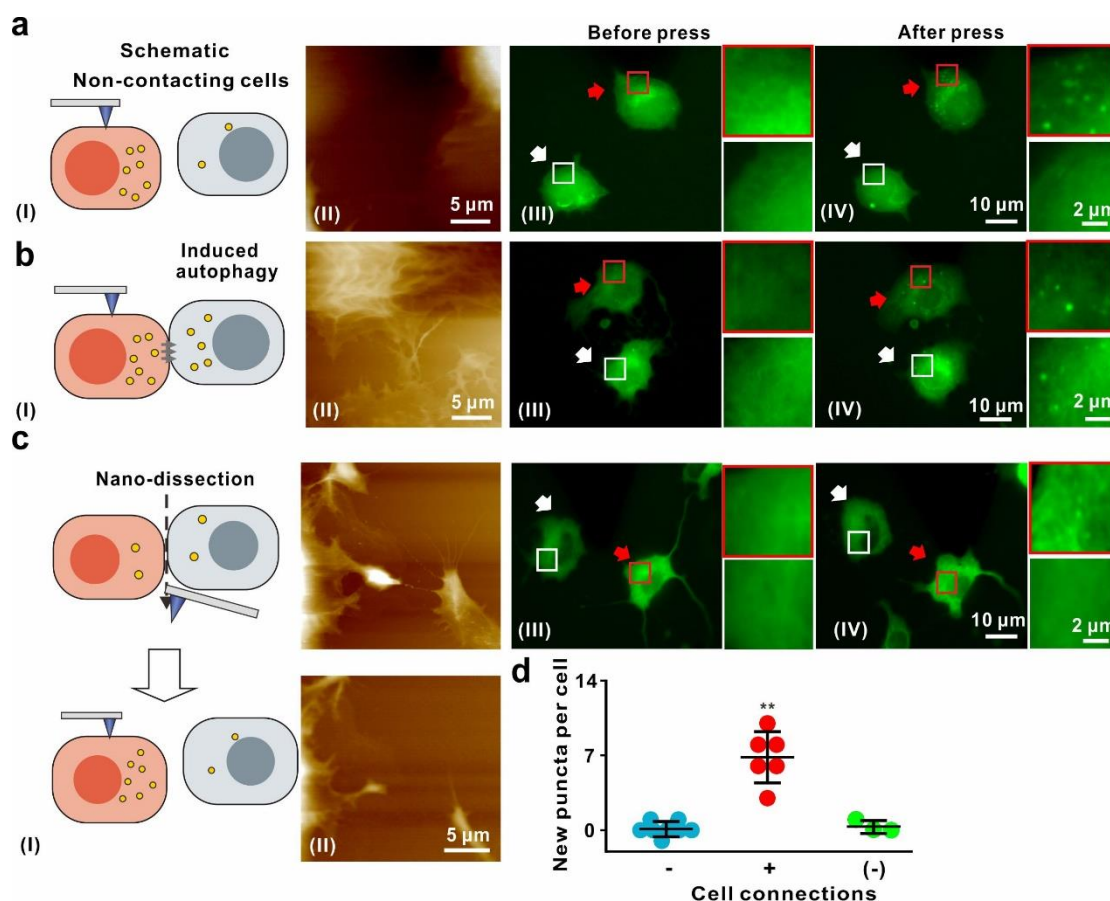 a
Schematic
Non-contacting cells
Before press
After press
(I)
(II)
5 µm
(III)
(IV)
10 µm
2 µm
b
Induced
autophagy
(I)
(II)
5 µm
(III)
(IV)
10 µm
2 µm
c
Nano-dissection
(III)
(IV)
10 µm
2 µm
(I)
(II)
5 µm
d
New puncta per cell
14
7
0
**
-
+
(-)
Cell connections